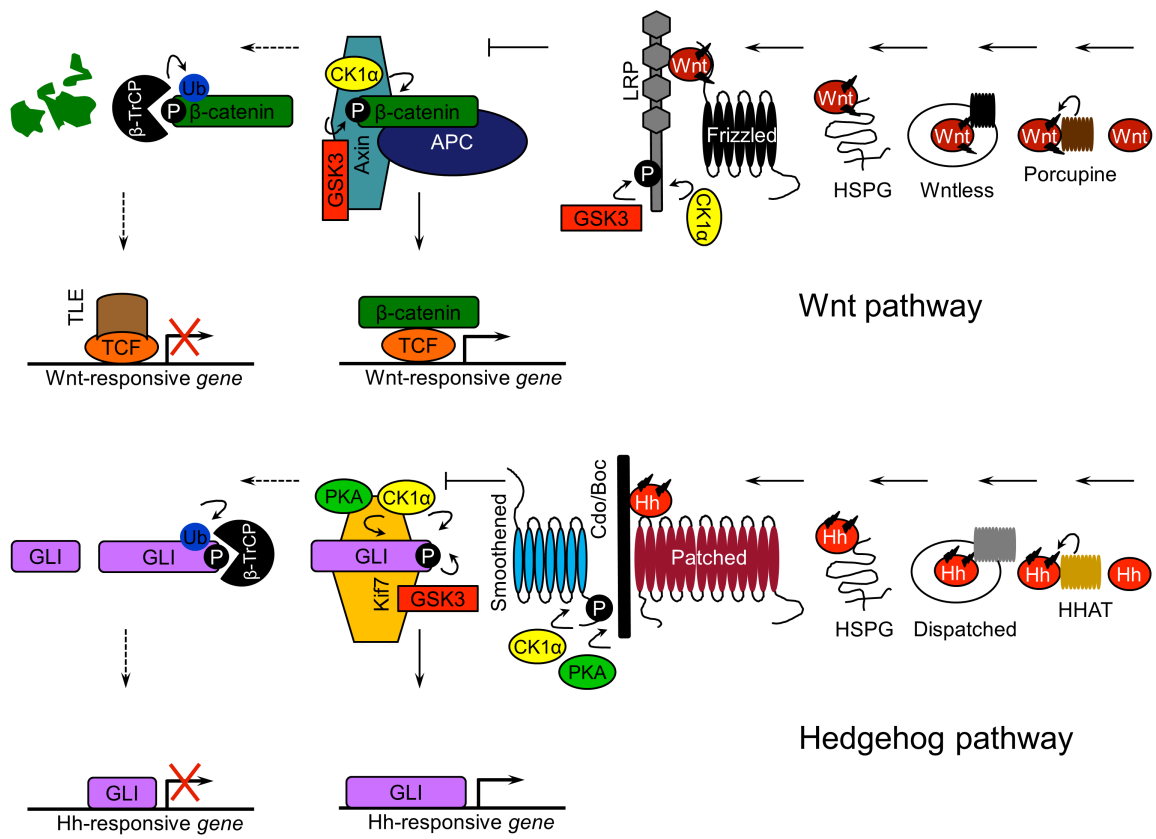 β-TrCP
Ub
P
β-catenin
CK1α
P
β-catenin
Axin
GSK3
APC
LRP
Wnt
Frizzled
P
GSK3
CK1α
Wnt
HSPG
Wnt
Wntless
Wnt
Porcupine
Wnt
TLE
TCF
Wnt-responsive gene
β-catenin
TCF
Wnt-responsive gene
Wnt pathway
GLI
Ub
GLI
P
β-TrCP
PKA
CK1α
GLI
P
Kif7
GSK3
Smoothened
P
CK1α
PKA
Cdo/Boc
Hh
Patched
Hh
HSPG
Hh
Dispatched
Hh
HHAT
Hh
Hedgehog pathway
GLI
Hh-responsive gene
GLI
Hh-responsive gene